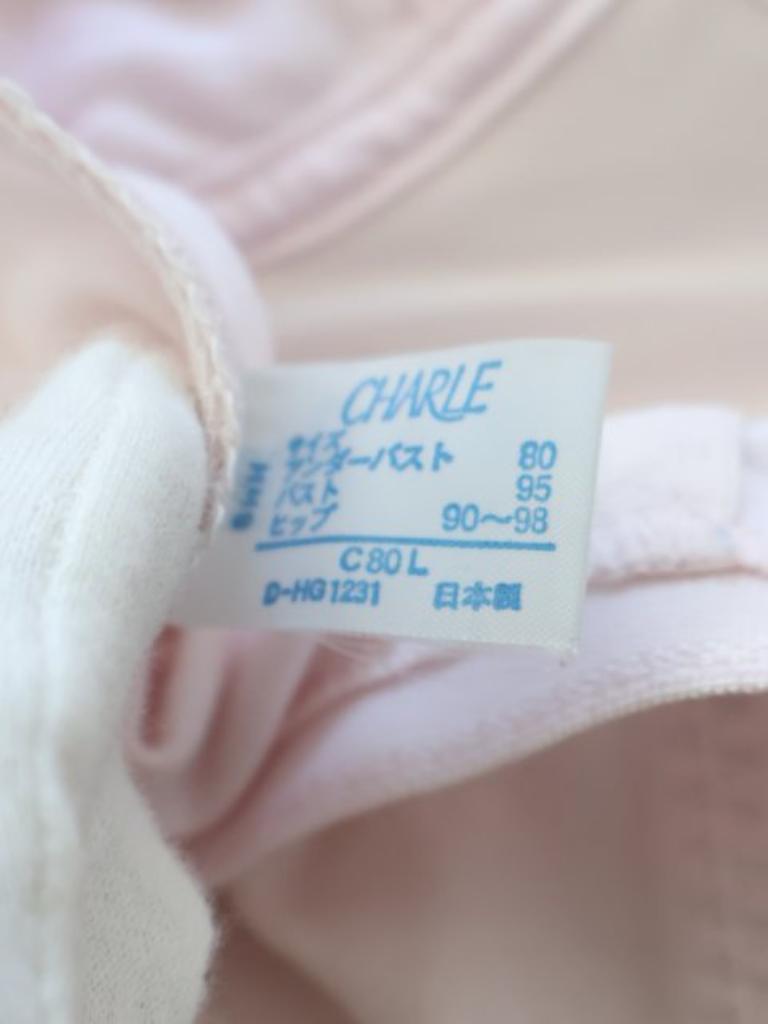 CHARLE
サイズ
アンダーバスト 80
バスト 95
ヒップ 90～98
C80L
D-HG1231 日本製